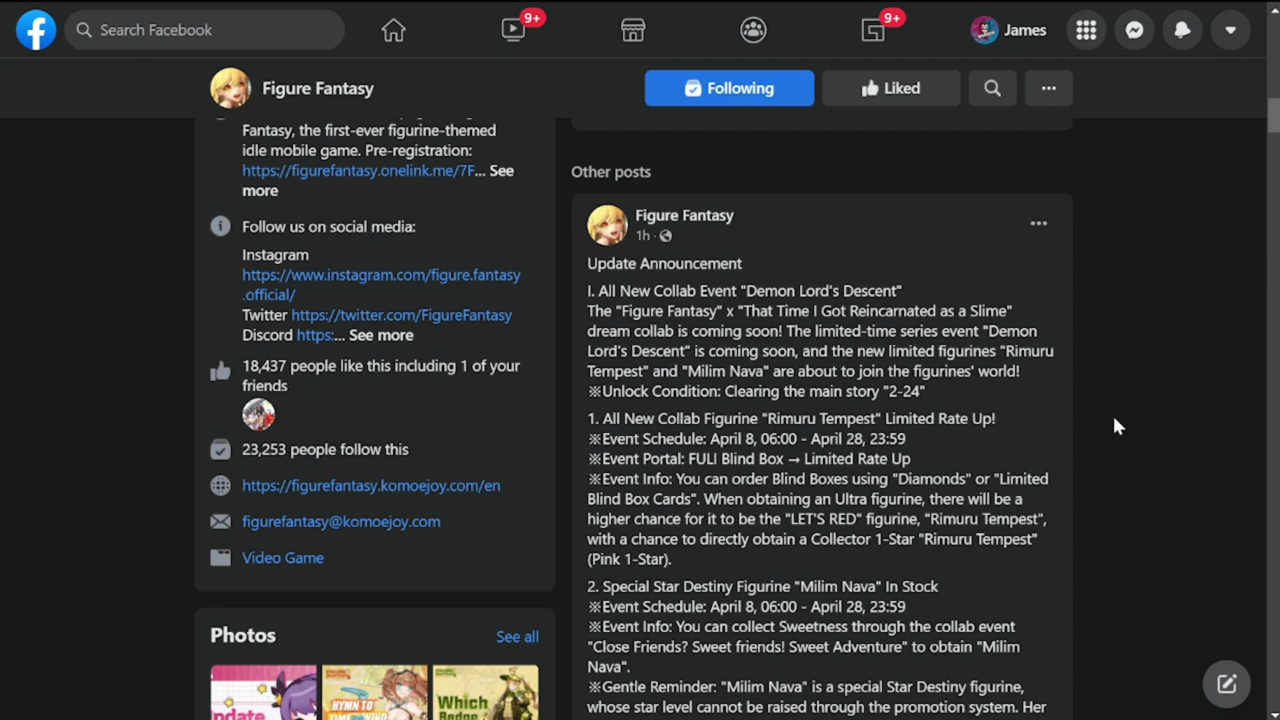 Search Facebook
9+
9+
James
Figure Fantasy
Following
Liked
Fantasy, the first-ever figurine-themed
idle mobile game. Pre-registration:
https://figurefantasy.onelink.me/7F... See
more
Follow us on social media:
Instagram
https://www.instagram.com/figure.fantasy
.official/
Twitter https://twitter.com/FigureFantasy
Discord https:... See more
18,437 people like this including 1 of your
friends
23,253 people follow this
https://figurefantasy.komoejoy.com/en
figurefantasy@komoejoy.com
Video Game
Photos
See all
HYMN TO
Which
Other posts
Figure Fantasy
1h ·
Update Announcement
I. All New Collab Event "Demon Lord's Descent"
The "Figure Fantasy" x "That Time I Got Reincarnated as a Slime"
dream collab is coming soon! The limited-time series event "Demon
Lord's Descent" is coming soon, and the new limited figurines "Rimuru
Tempest" and "Milim Nava" are about to join the figurines' world!
※Unlock Condition: Clearing the main story "2-24"
1. All New Collab Figurine "Rimuru Tempest" Limited Rate Up!
※Event Schedule: April 8, 06:00 - April 28, 23:59
※Event Portal: FULI Blind Box → Limited Rate Up
※Event Info: You can order Blind Boxes using "Diamonds" or "Limited
Blind Box Cards". When obtaining an Ultra figurine, there will be a
higher chance for it to be the "LET'S RED" figurine, "Rimuru Tempest",
with a chance to directly obtain a Collector 1-Star "Rimuru Tempest"
(Pink 1-Star).
2. Special Star Destiny Figurine "Milim Nava" In Stock
※Event Schedule: April 8, 06:00 - April 28, 23:59
※Event Info: You can collect Sweetness through the collab event
"Close Friends? Sweet friends! Sweet Adventure" to obtain "Milim
Nava".
※Gentle Reminder: "Milim Nava" is a special Star Destiny figurine,
whose star level cannot be raised through the promotion system. Her